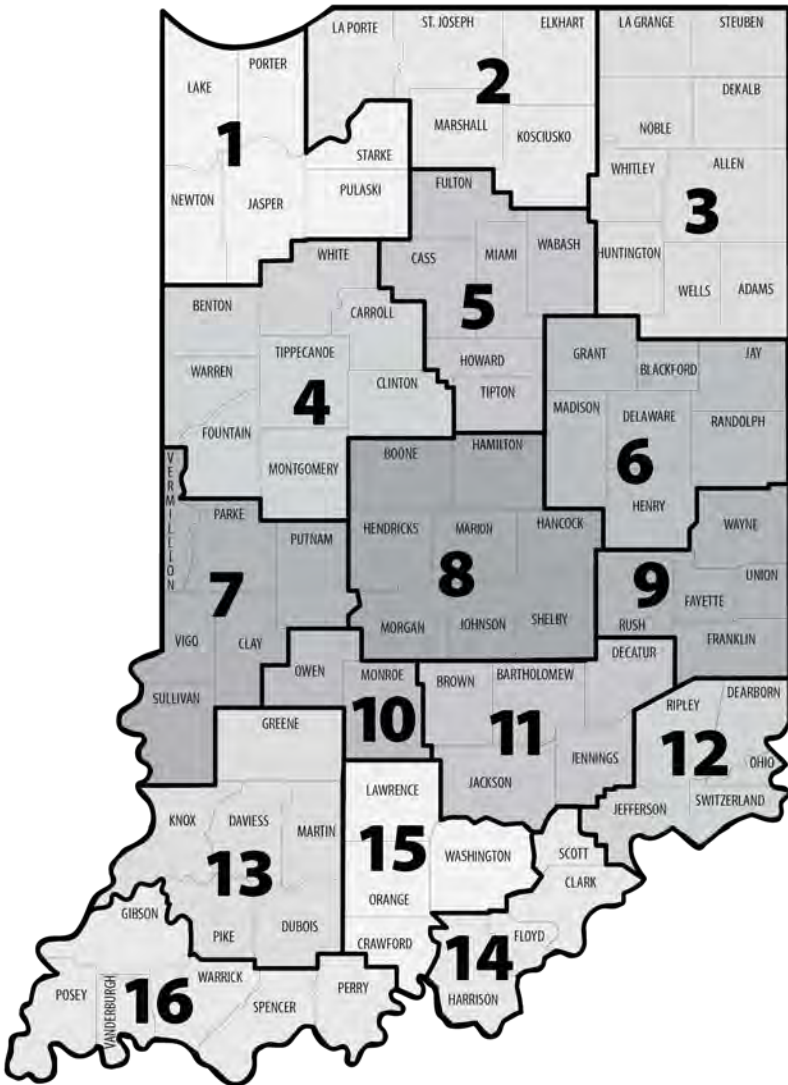 LA PORTE
ST. JOSEPH
ELKHART
LA GRANGE
STEUBEN
LAKE
PORTER
2
DEKALB
1
MARSHALL
KOSCIUSKO
NOBLE
STARKE
WHITLEY
ALLEN
NEWTON
JASPER
PULASKI
FULTON
3
WHITE
CASS
MIAMI
WABASH
HUNTINGTON
WELLS
ADAMS
BENTON
CARROLL
5
TIPPECANOE
HOWARD
GRANT
BLACKFORD
JAY
WARREN
CLINTON
TIPTON
4
MADISON
DELAWARE
RANDOLPH
FOUNTAIN
BOONE
HAMILTON
6
MONTGOMERY
VERMILLION
HENRY
PARKE
PUTNAM
HENDRICKS
MARION
HANCOCK
WAYNE
7
8
9
UNION
FAYETTE
VIGO
CLAY
MORGAN
JOHNSON
SHELBY
RUSH
FRANKLIN
OWEN
MONROE
BROWN
BARTHOLOMEW
DECATUR
SULLIVAN
GREENE
10
11
RIPLEY
DEARBORN
12
OHIO
JENNINGS
LAWRENCE
JACKSON
SWITZERLAND
JEFFERSON
KNOX
DAVIESS
MARTIN
15
WASHINGTON
SCOTT
13
CLARK
ORANGE
GIBSON
PIKE
DUBOIS
CRAWFORD
14
FLOYD
POSEY
VANDERBURGH
16
WARRICK
SPENCER
PERRY
HARRISON